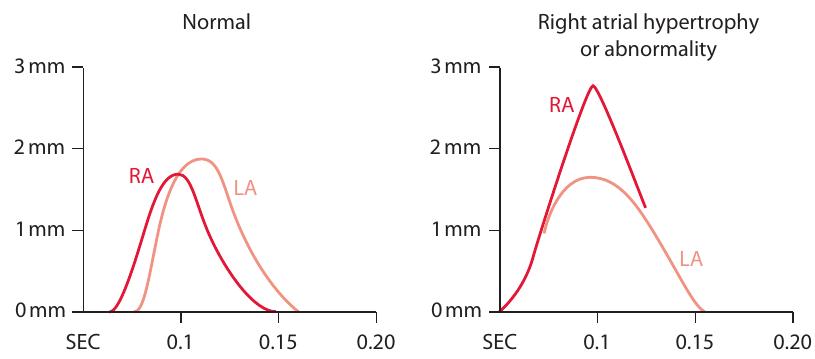 Normal
3 mm
2 mm
1 mm
0 mm
RA
LA
SEC 0.1 0.15 0.20
Right atrial hypertrophy
or abnormality
3 mm
2 mm
1 mm
0 mm
RA
LA
SEC 0.1 0.15 0.20